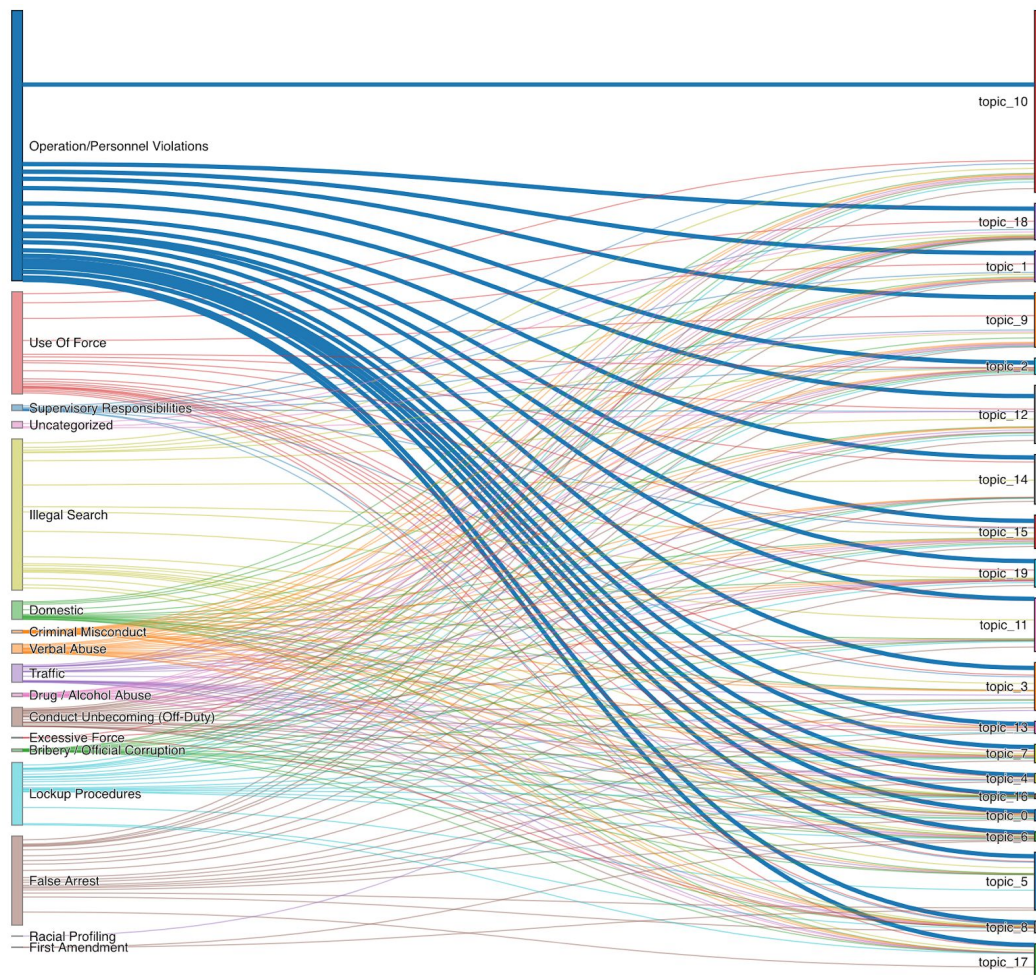 Operation/Personnel Violations
Use Of Force
Supervisory Responsibilities
Uncategorized
Illegal Search
Domestic
Criminal Misconduct
Verbal Abuse
Traffic
Drug / Alcohol Abuse
Conduct Unbecoming (Off-Duty)
Excessive Force
Bribery / Official Corruption
Lockup Procedures
False Arrest
Racial Profiling
First Amendment
topic_10
topic_18
topic_1
topic_9
topic_2
topic_12
topic_14
topic_15
topic_19
topic_11
topic_3
topic_13
topic_7
topic_4
topic_16
topic_0
topic_6
topic_5
topic_8
topic_17